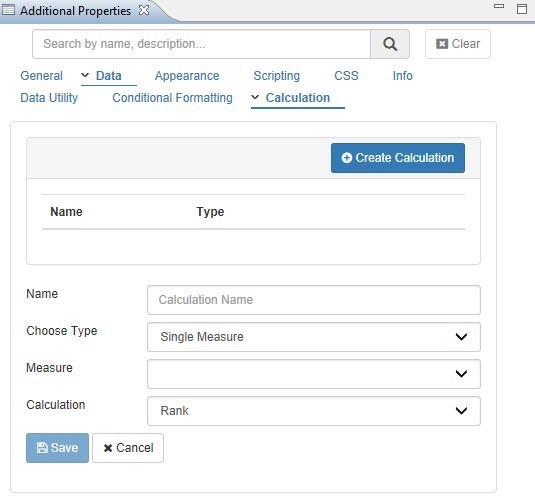 Additional Properties
Search by name, description...
Clear
General Data Appearance Scripting CSS Info
Data Utility Conditional Formatting Calculation
Create Calculation
Name Type
Name Calculation Name
Choose Type Single Measure
Measure
Calculation Rank
Save Cancel